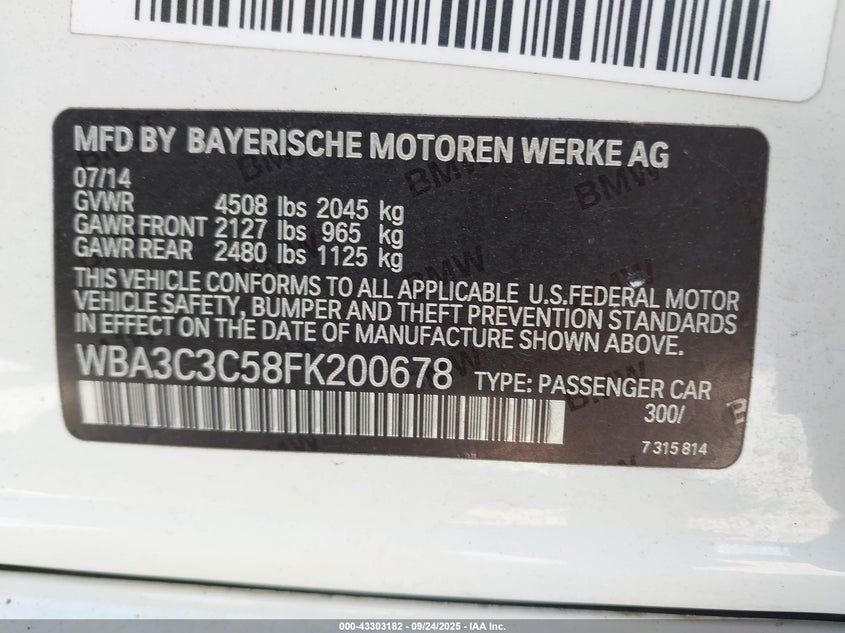 MFD BY BAYERISCHE MOTOREN WERKE AG
07/14
GVWR 4508 lbs 2045 kg
GAWR FRONT 2127 lbs 965 kg
GAWR REAR 2480 lbs 1125 kg
THIS VEHICLE CONFORMS TO ALL APPLICABLE U.S.FEDERAL MOTOR
VEHICLE SAFETY, BUMPER AND THEFT PREVENTION STANDARDS
IN EFFECT ON THE DATE OF MANUFACTURE SHOWN ABOVE.
WBA3C3C58FK200678 TYPE: PASSENGER CAR
300/
7 315 814
000-43303182 - 09/24/2025 - IAA Inc.